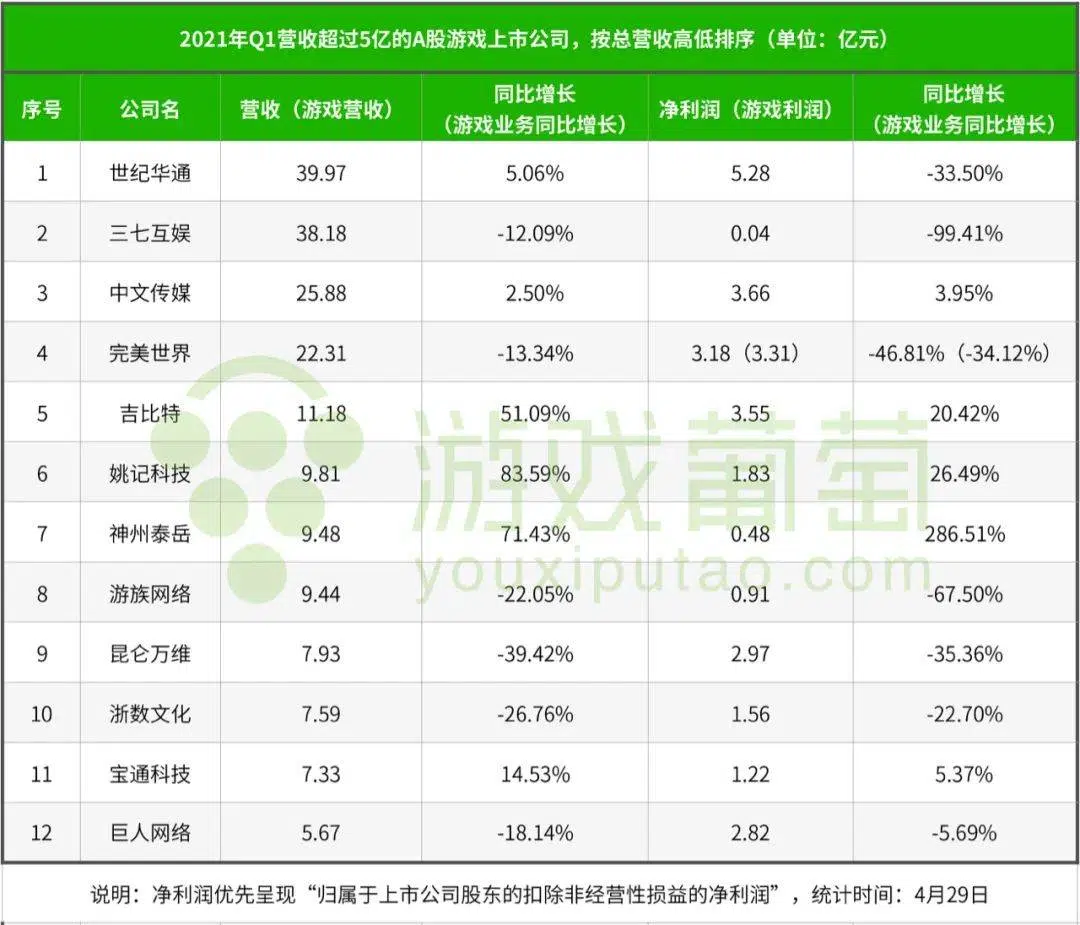 2021年Q1营收超过5亿的A股游戏上市公司，按总营收高低排序（单位：亿元）
序号 公司名 营收（游戏营收） 同比增长（游戏业务同比增长） 净利润（游戏利润） 同比增长（游戏业务同比增长）
1 世纪华通 39.97 5.06% 5.28 -33.50%
2 三七互娱 38.18 -12.09% 0.04 -99.41%
3 中文传媒 25.88 2.50% 3.66 3.95%
4 完美世界 22.31 -13.34% 3.18（3.31） -46.81%（-34.12%）
5 吉比特 11.18 51.09% 3.55 20.42%
6 姚记科技 9.81 83.59% 1.83 26.49%
7 神州泰岳 9.48 71.43% 0.48 286.51%
8 游族网络 9.44 -22.05% 0.91 -67.50%
9 昆仑万维 7.93 -39.42% 2.97 -35.36%
10 浙数文化 7.59 -26.76% 1.56 -22.70%
11 宝通科技 7.33 14.53% 1.22 5.37%
12 巨人网络 5.67 -18.14% 2.82 -5.69%
说明：净利润优先呈现“归属于上市公司股东的扣除非经营性损益的净利润”，统计时间：4月29日
游戏葡萄
youxiputao.com